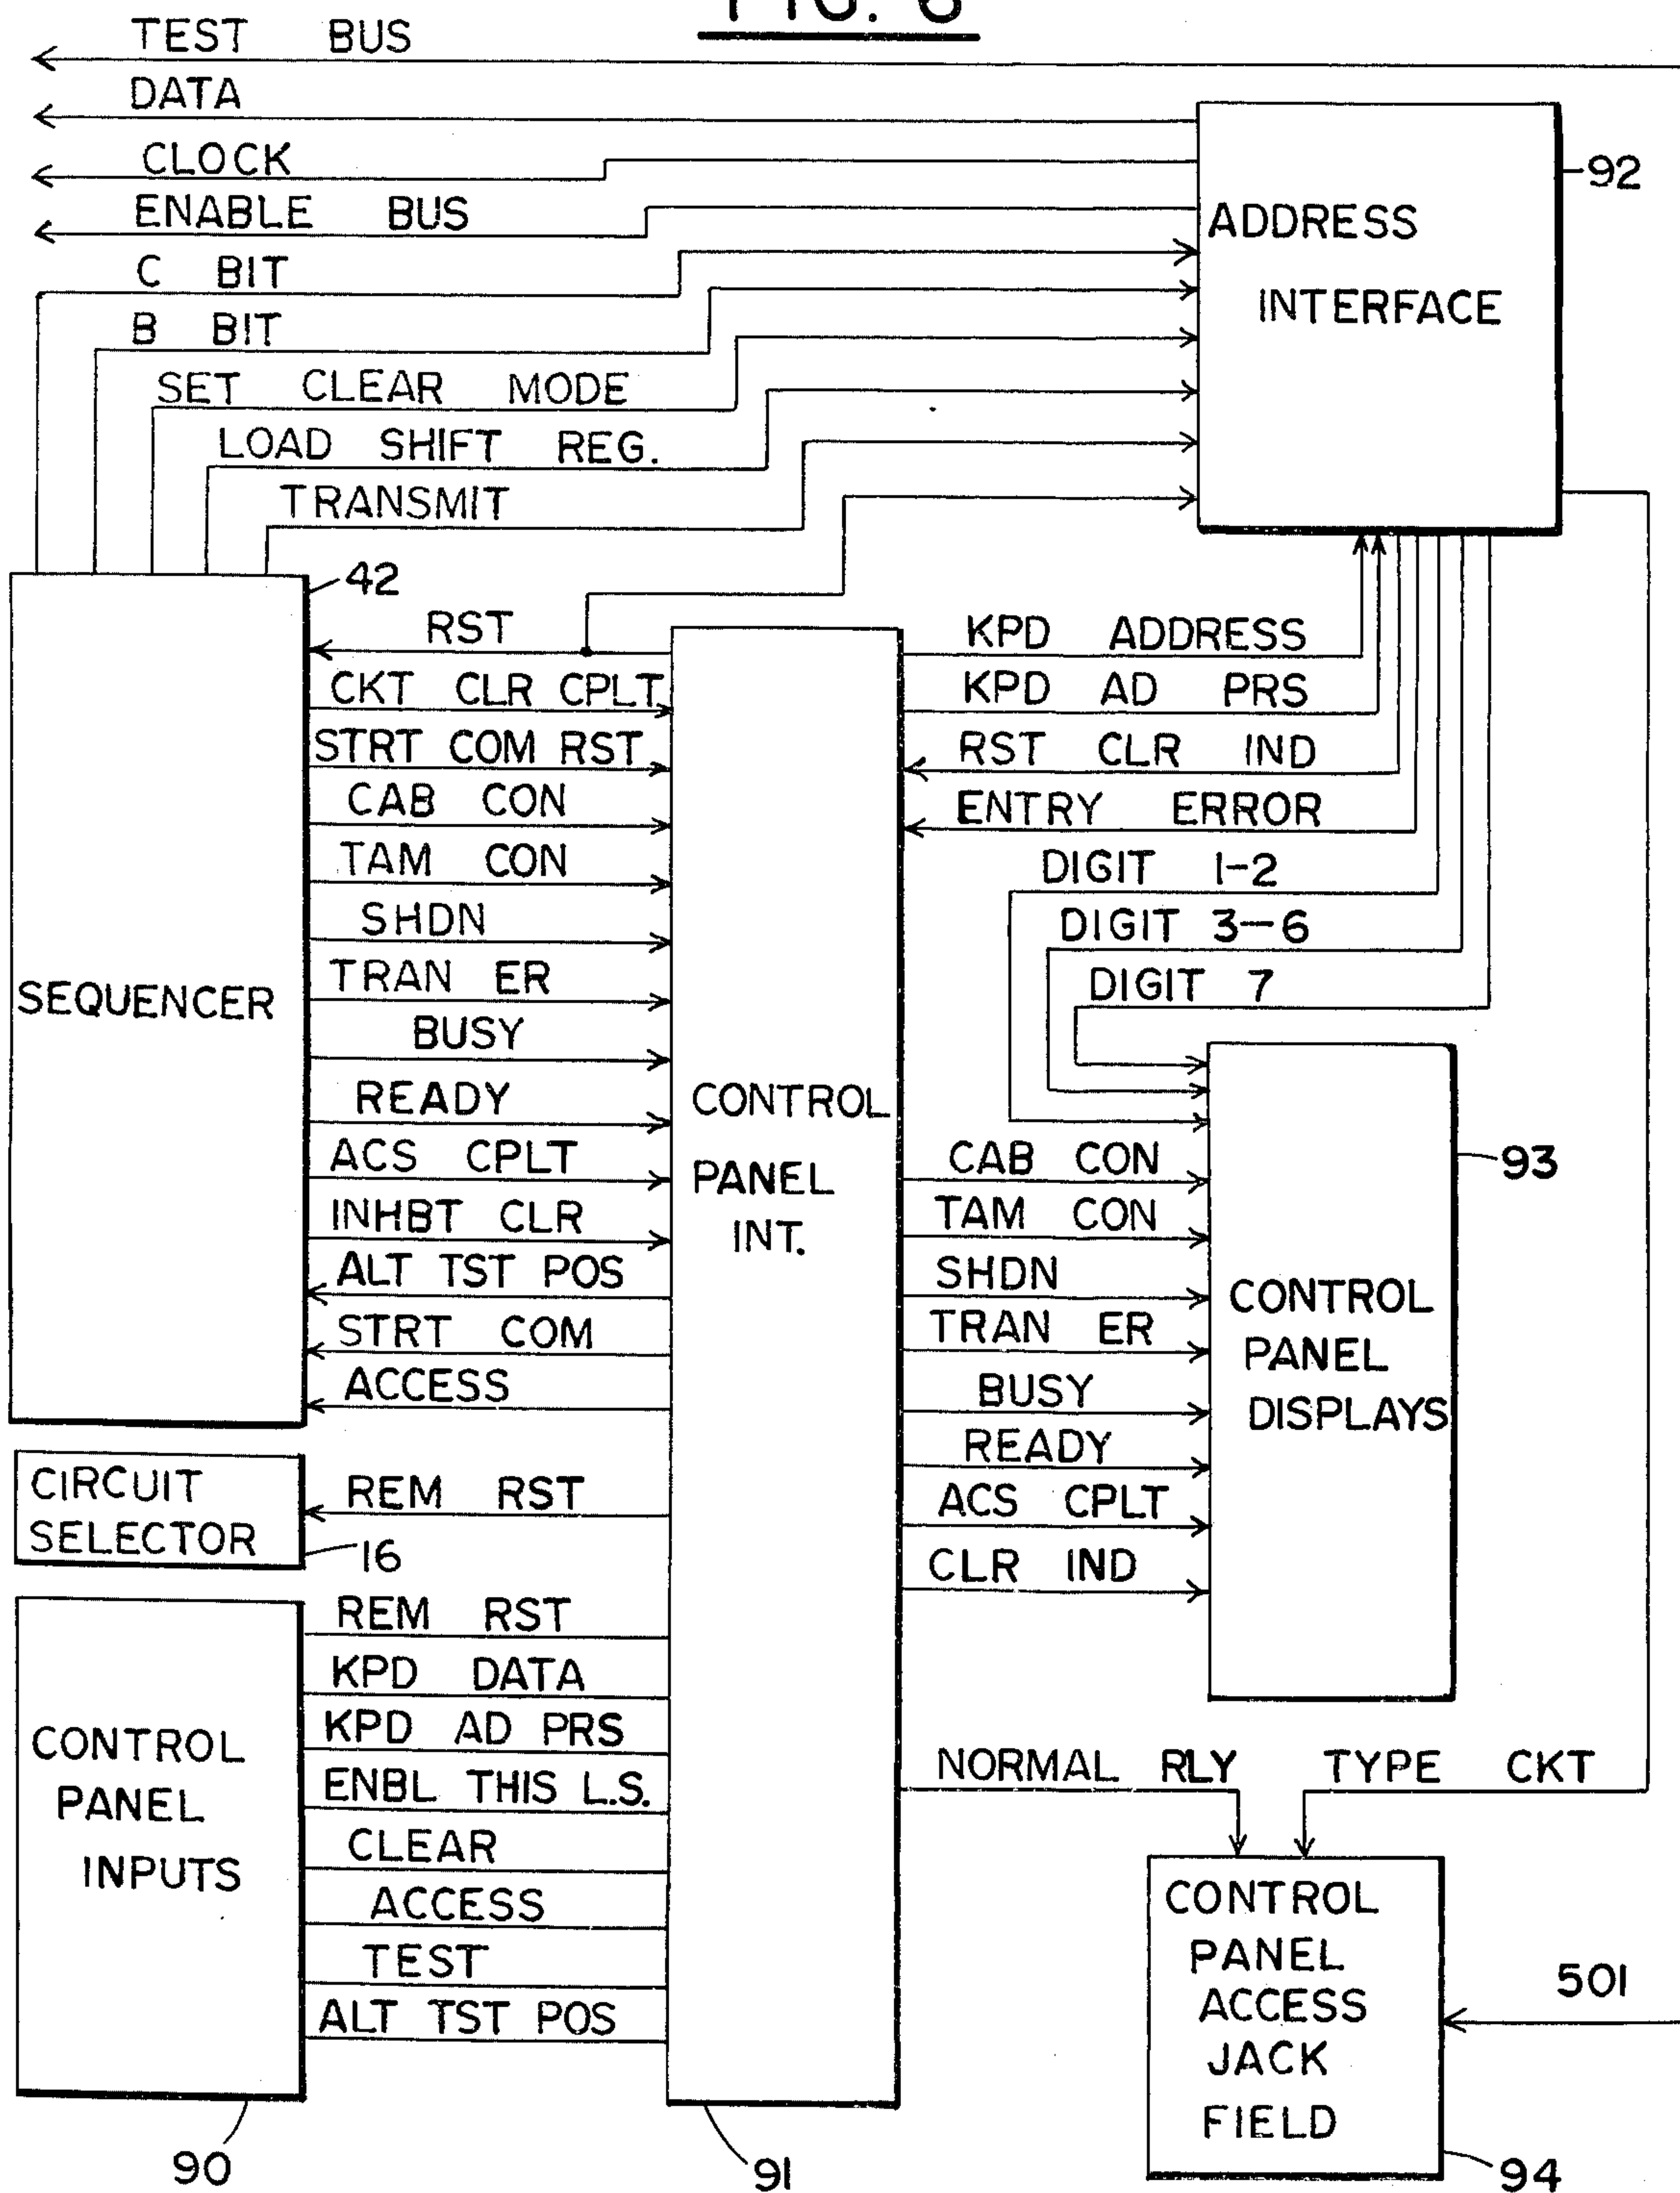 FIG. 6
TEST BUS
DATA
CLOCK
ENABLE BUS
C BIT
B BIT
SET CLEAR MODE
LOAD SHIFT REG.
TRANSMIT
ADDRESS
INTERFACE
92
42
SEQUENCER
RST
CKT CLR CPLT
STRT COM RST
CAB CON
TAM CON
SHDN
TRAN ER
BUSY
READY
ACS CPLT
INHBT CLR
ALT TST POS
STRT COM
ACCESS
CIRCUIT
SELECTOR
16
REM RST
CONTROL
PANEL
INPUTS
90
REM RST
KPD DATA
KPD AD PRS
ENBL THIS L.S.
CLEAR
ACCESS
TEST
ALT TST POS
CONTROL
PANEL
INT.
91
KPD ADDRESS
KPD AD PRS
RST CLR IND
ENTRY ERROR
DIGIT 1-2
DIGIT 3-6
DIGIT 7
CAB CON
TAM CON
SHDN
TRAN ER
BUSY
READY
ACS CPLT
CLR IND
CONTROL
PANEL
DISPLAYS
93
NORMAL RLY
TYPE CKT
CONTROL
PANEL
ACCESS
JACK
FIELD
501
94